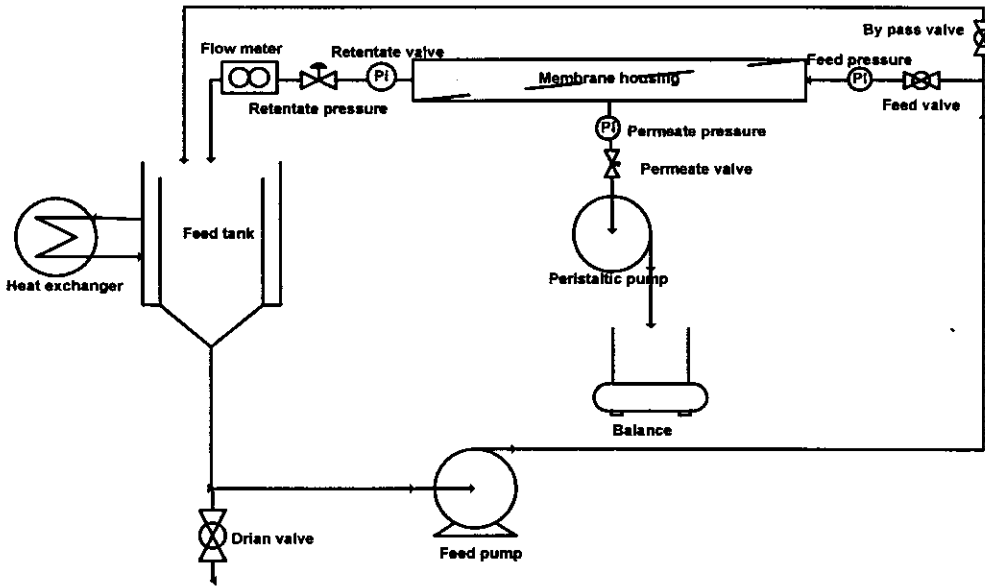 By pass valve
Flow meter
Retentate valve
Feed pressure
PI
Membrane housing
PI
Retentate pressure
Feed valve
PI
Permeate pressure
Permeate valve
Feed tank
Heat exchanger
Peristaltic pump
Balance
Drian valve
Feed pump